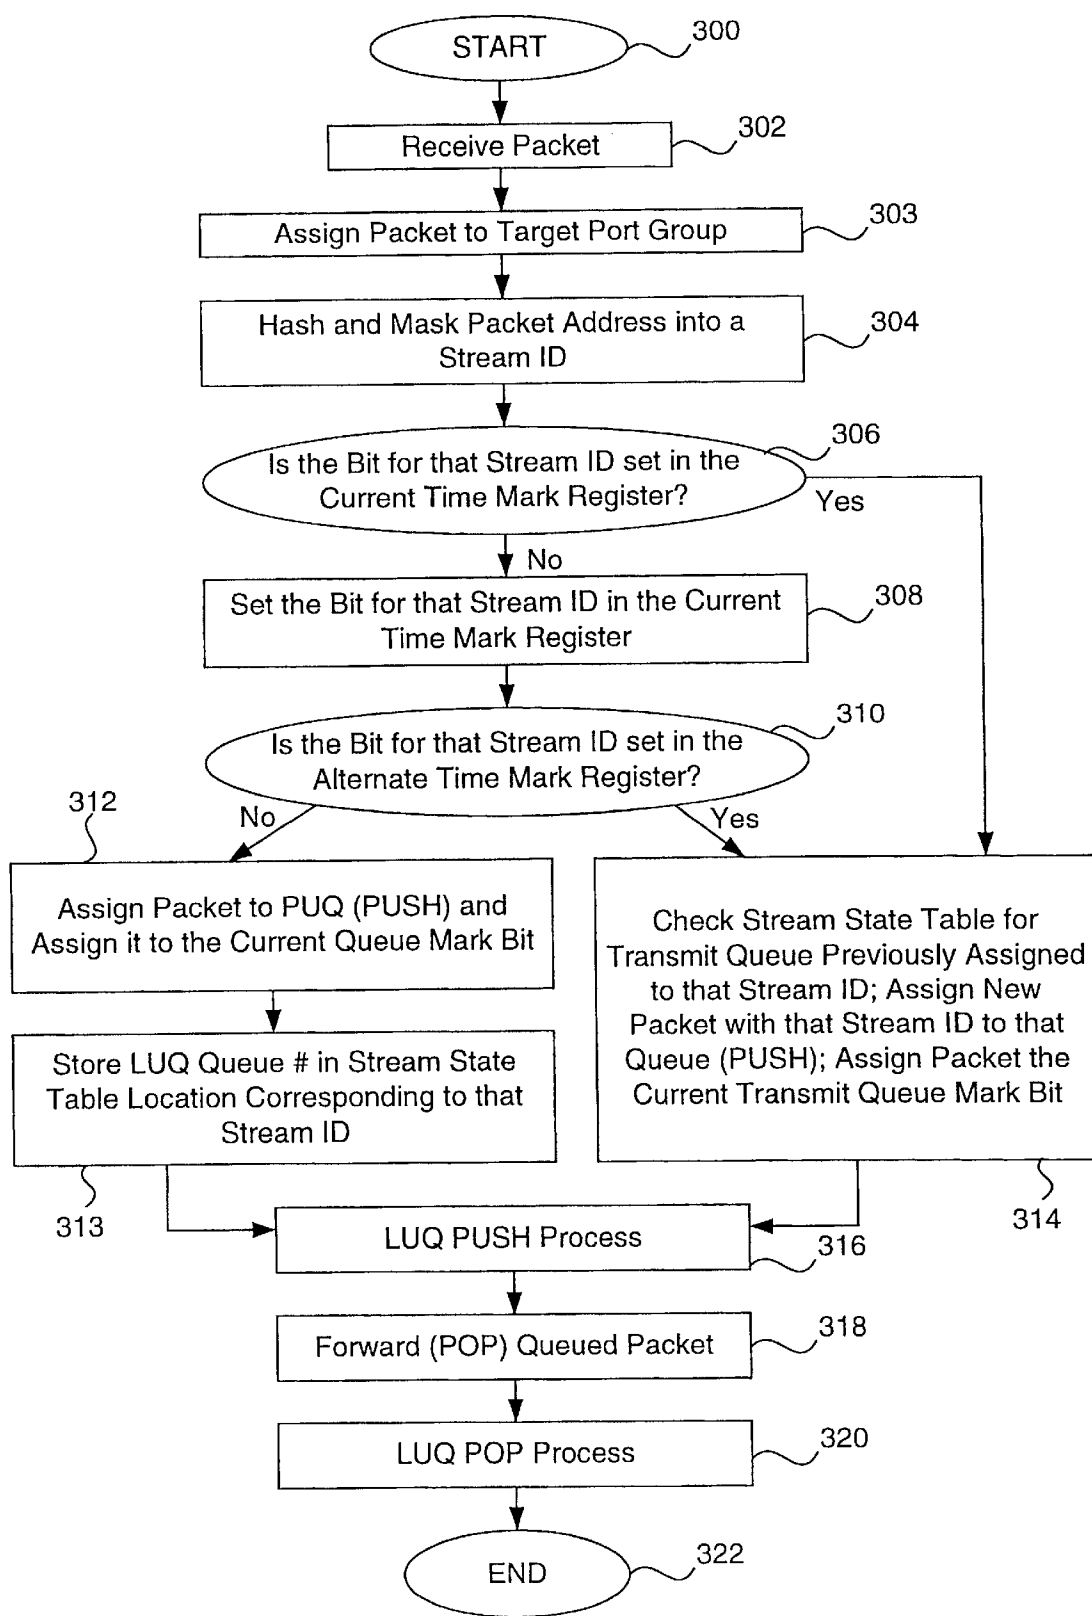 START
300
Receive Packet
302
Assign Packet to Target Port Group
303
Hash and Mask Packet Address into a
Stream ID
304
Is the Bit for that Stream ID set in the
Current Time Mark Register?
306
Yes
No
Set the Bit for that Stream ID in the Current
Time Mark Register
308
Is the Bit for that Stream ID set in the
Alternate Time Mark Register?
310
No
Yes
312
Assign Packet to PUQ (PUSH) and
Assign it to the Current Queue Mark Bit
Store LUQ Queue # in Stream State
Table Location Corresponding to that
Stream ID
313
Check Stream State Table for
Transmit Queue Previously Assigned
to that Stream ID; Assign New
Packet with that Stream ID to that
Queue (PUSH); Assign Packet the
Current Transmit Queue Mark Bit
314
LUQ PUSH Process
316
Forward (POP) Queued Packet
318
LUQ POP Process
320
END
322